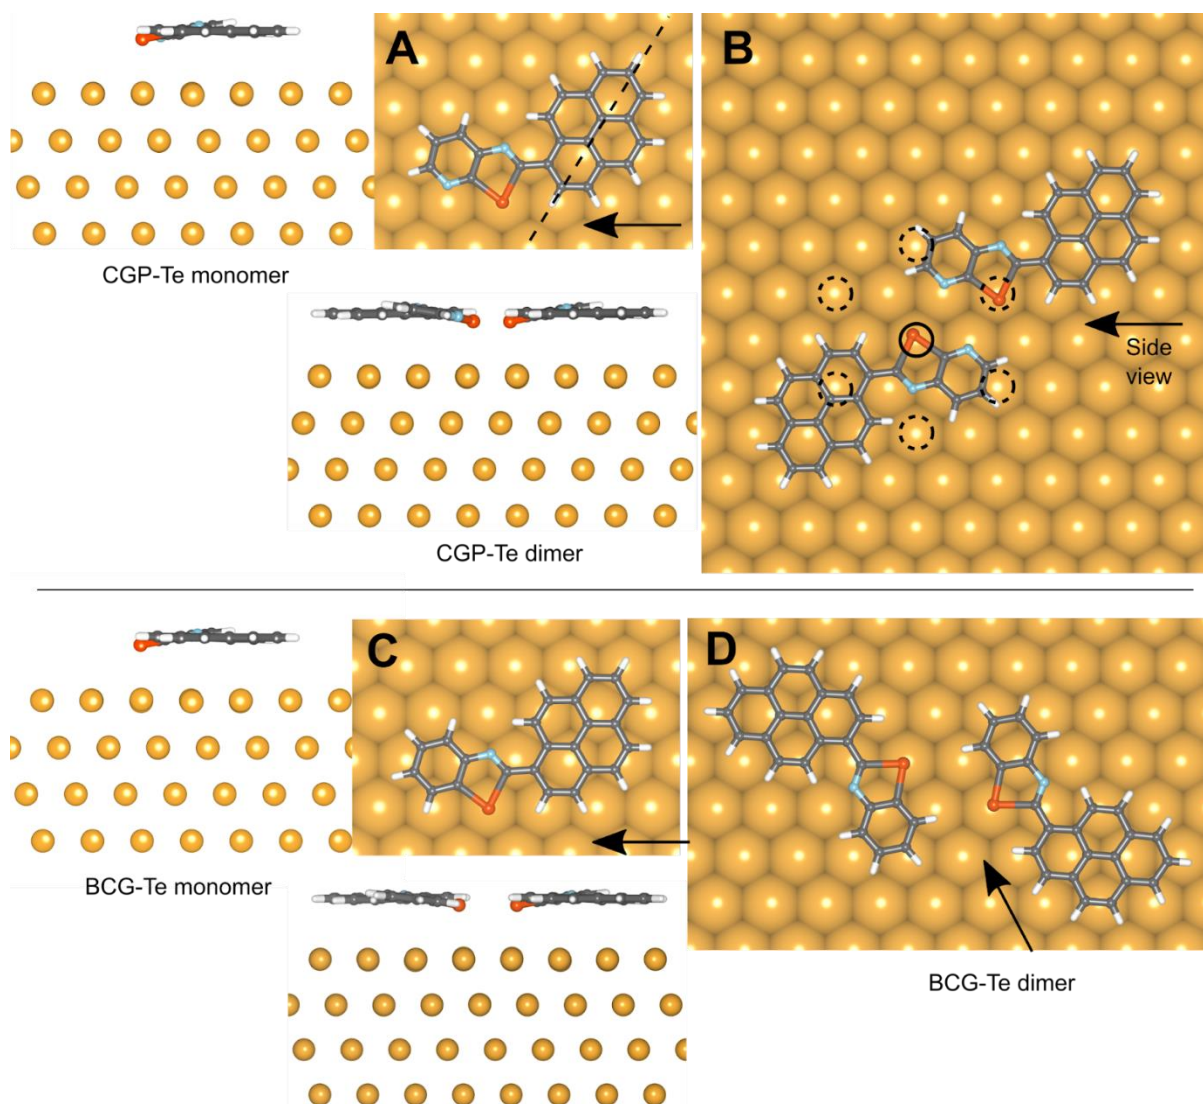 A
B
CGP-Te monomer
Side
view
CGP-Te dimer
C
D
BCG-Te monomer
BCG-Te dimer